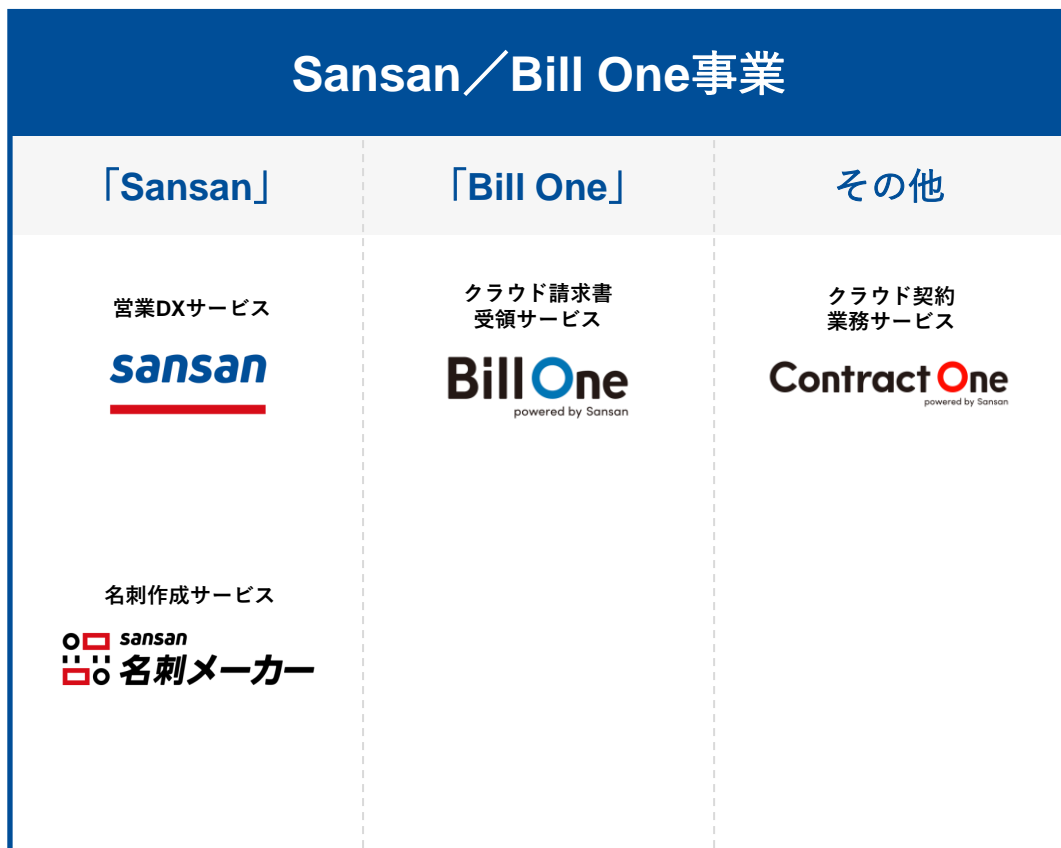 Sansan／Bill One事業
「Sansan」
「Bill One」
その他
営業DXサービス
sansan
クラウド請求書
受領サービス
Bill One
powered by Sansan
クラウド契約
業務サービス
Contract One
powered by Sansan
名刺作成サービス
sansan
名刺メーカー